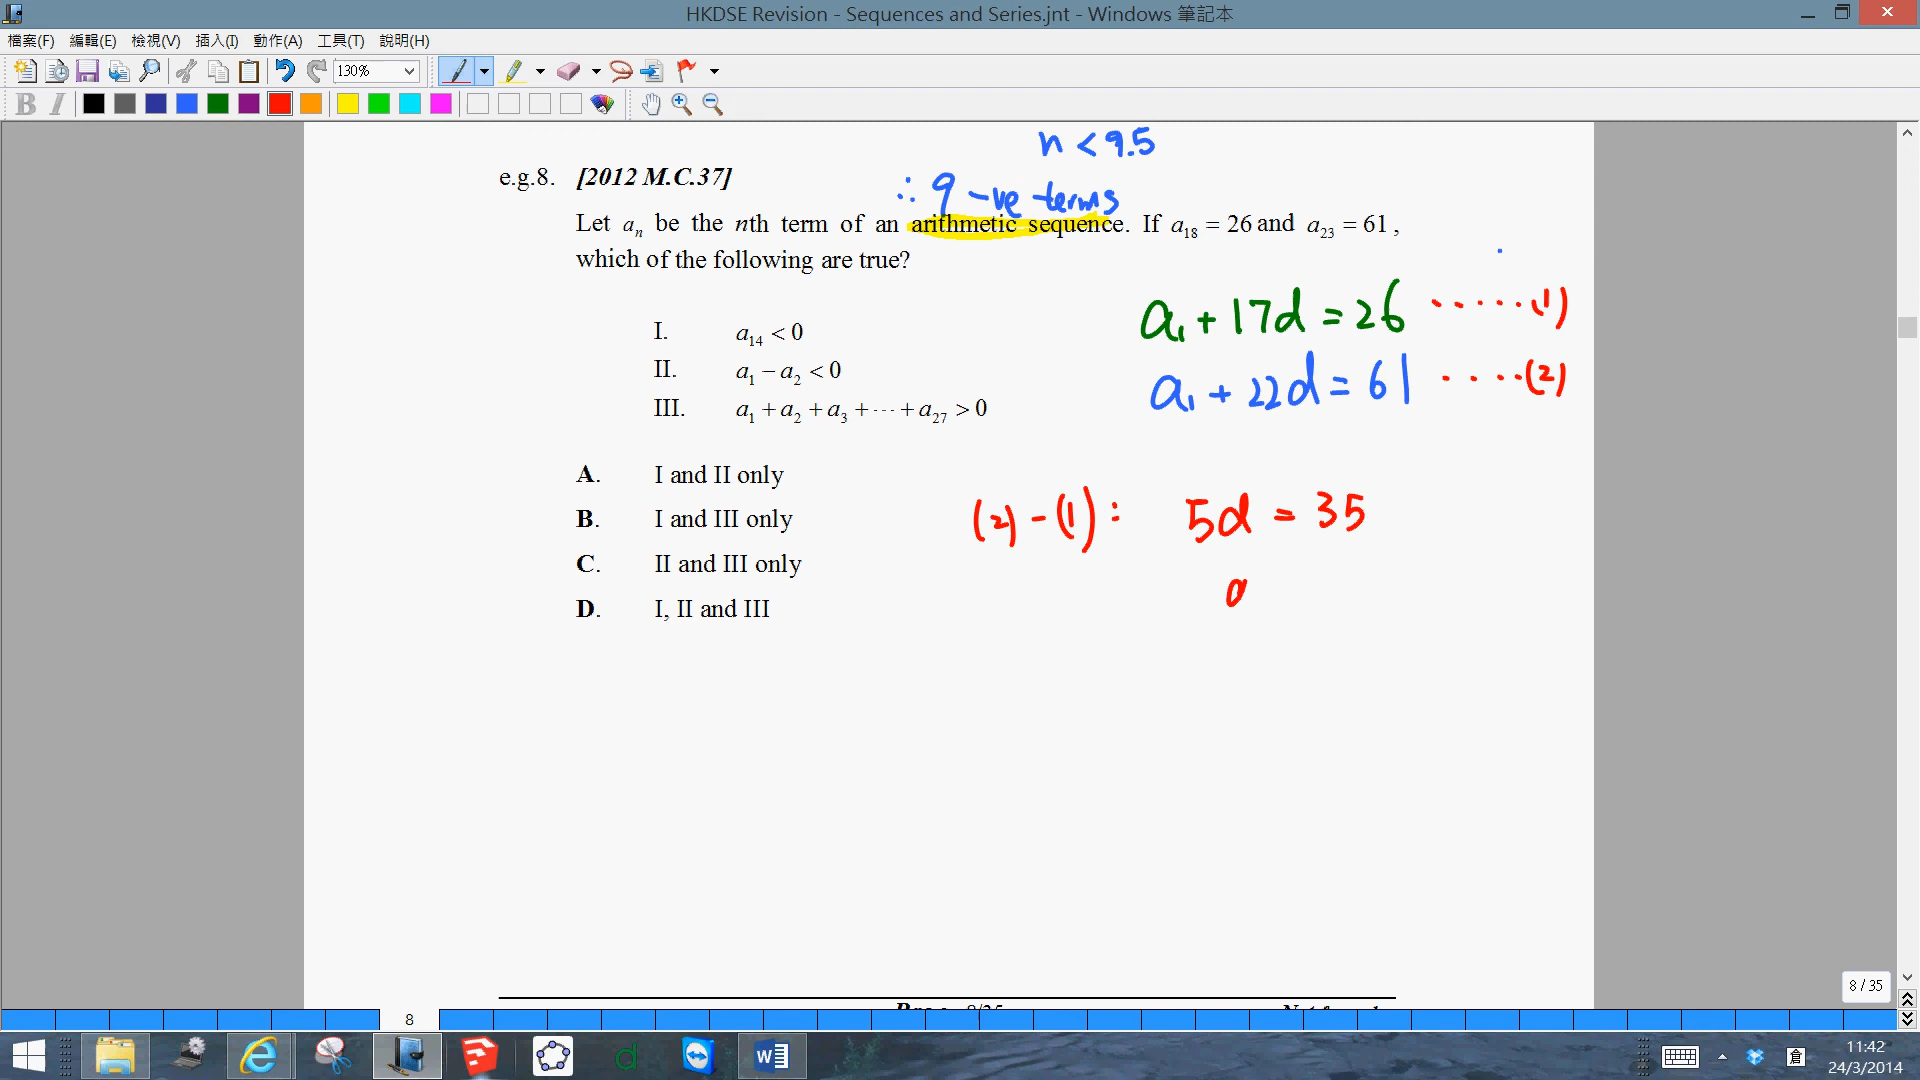 HKDSE Revision - Sequences and Series.jnt - Windows 筆記本
檔案(F) 編輯(E) 檢視(V) 插入(I) 動作(A) 工具(T) 說明(H)
130%
B I
n < 9.5
∴ 9 -ve terms
e.g.8. [2012 M.C.37]
Let aₙ be the nth term of an arithmetic sequence. If a₁₈ = 26 and a₂₃ = 61,
which of the following are true?
a₁ + 17d = 26 ......(1)
I. a₁₄ < 0
II. a₁ − a₂ < 0
a₁ + 22d = 61 ....(2)
III. a₁ + a₂ + a₃ + ⋯ + a₂₇ > 0
A. I and II only
B. I and III only
(2) - (1): 5d = 35
C. II and III only
D. I, II and III
8 / 35
8
11:42
24/3/2014